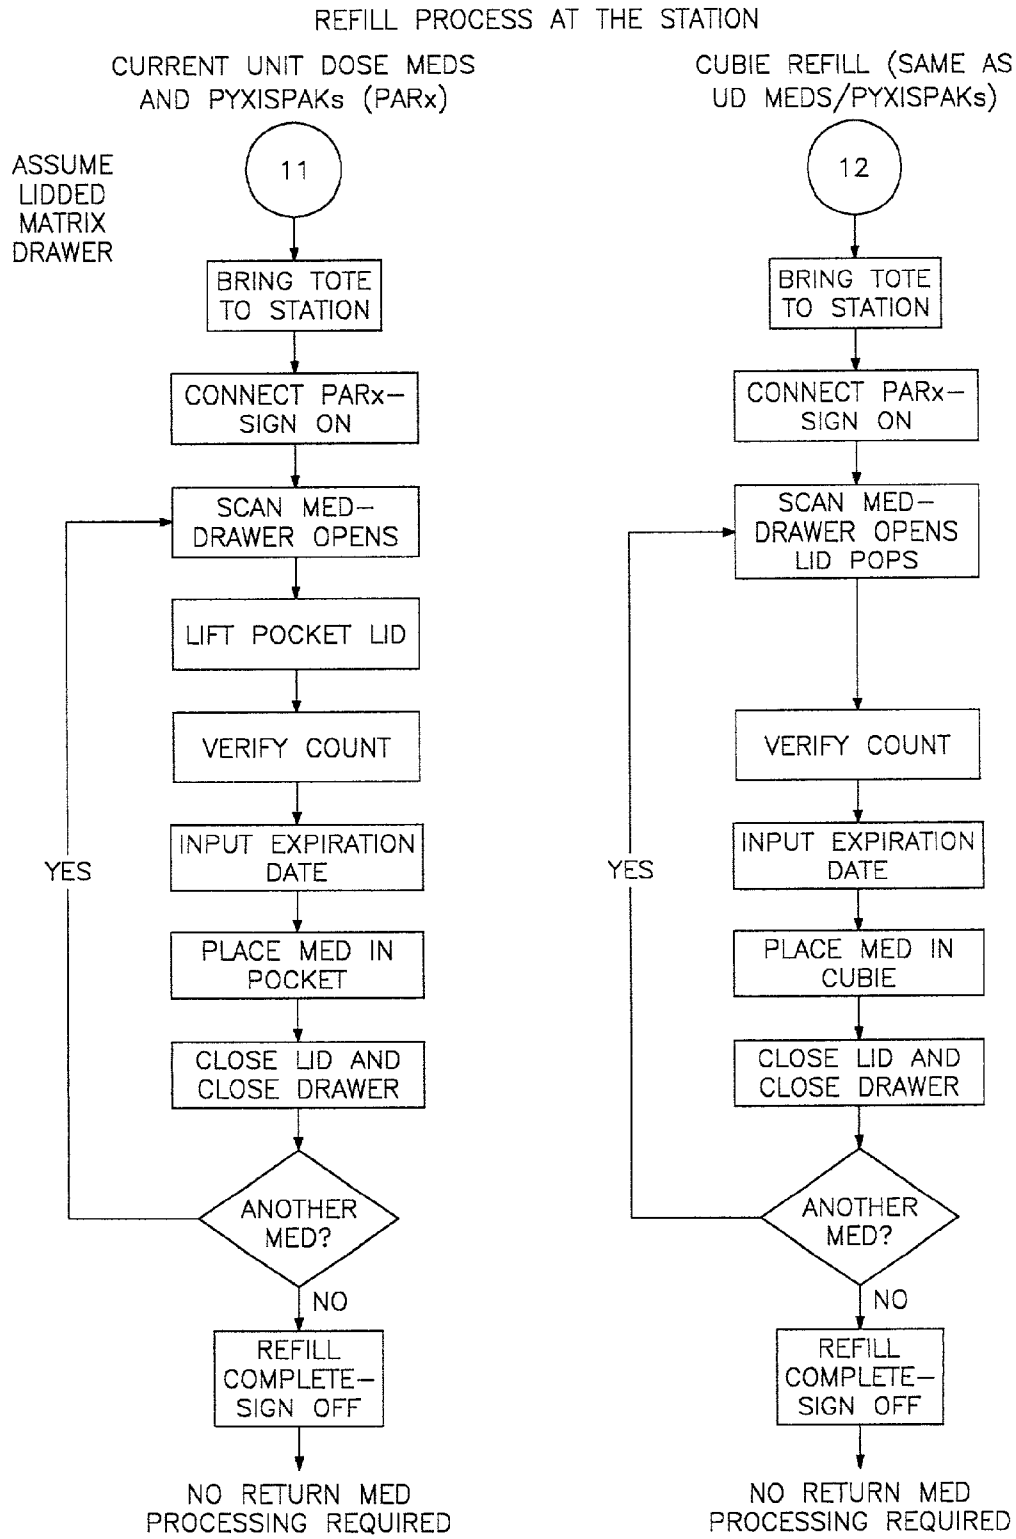 REFILL PROCESS AT THE STATION
CURRENT UNIT DOSE MEDS
AND PYXISPAKs (PARx)
ASSUME
LIDDED
MATRIX
DRAWER
11
BRING TOTE
TO STATION
CONNECT PARx–
SIGN ON
SCAN MED–
DRAWER OPENS
LIFT POCKET LID
VERIFY COUNT
INPUT EXPIRATION
DATE
YES
PLACE MED IN
POCKET
CLOSE LID AND
CLOSE DRAWER
ANOTHER
MED?
NO
REFILL
COMPLETE–
SIGN OFF
NO RETURN MED
PROCESSING REQUIRED
CUBIE REFILL (SAME AS
UD MEDS/PYXISPAKs)
12
BRING TOTE
TO STATION
CONNECT PARx–
SIGN ON
SCAN MED–
DRAWER OPENS
LID POPS
VERIFY COUNT
INPUT EXPIRATION
DATE
YES
PLACE MED IN
CUBIE
CLOSE LID AND
CLOSE DRAWER
ANOTHER
MED?
NO
REFILL
COMPLETE–
SIGN OFF
NO RETURN MED
PROCESSING REQUIRED